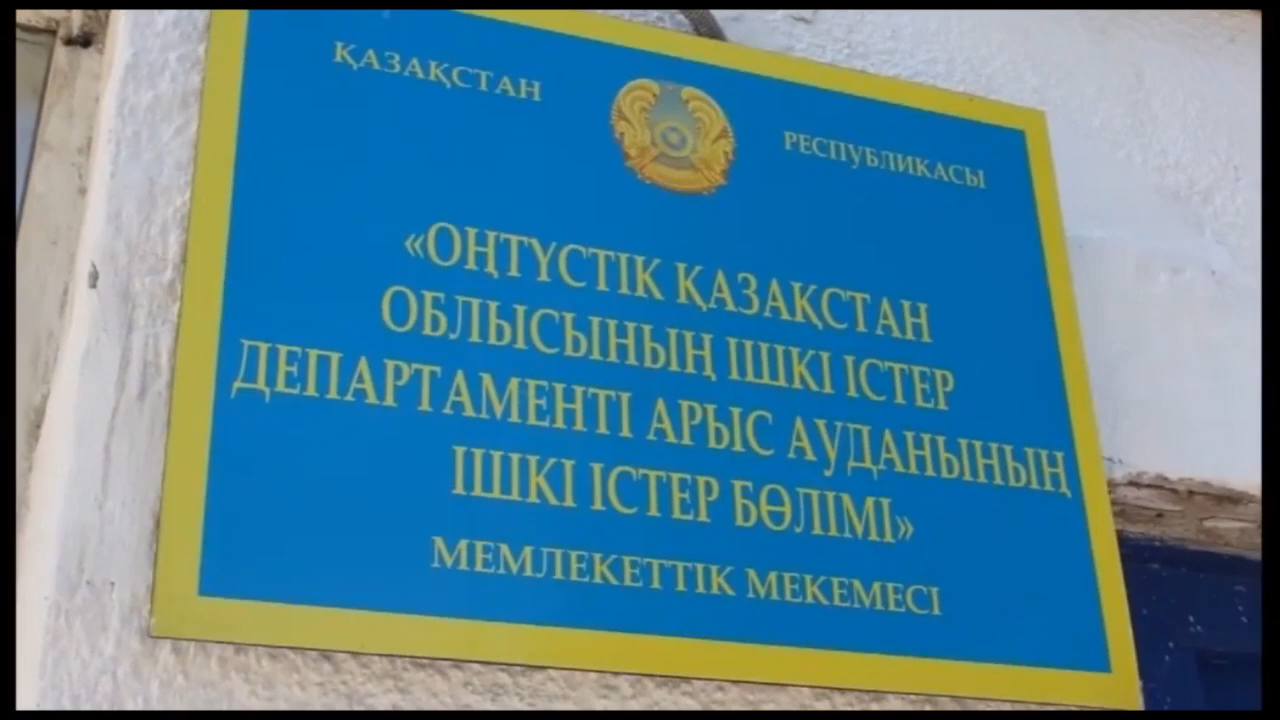 ҚАЗАҚСТАН РЕСПУБЛИКАСЫ
«ОҢТҮСТІК ҚАЗАҚСТАН
ОБЛЫСЫНЫҢ ІШКІ ІСТЕР
ДЕПАРТАМЕНТІ АРЫС АУДАНЫНЫҢ
ІШКІ ІСТЕР БӨЛІМІ»
МЕМЛЕКЕТТІК МЕКЕМЕСІ